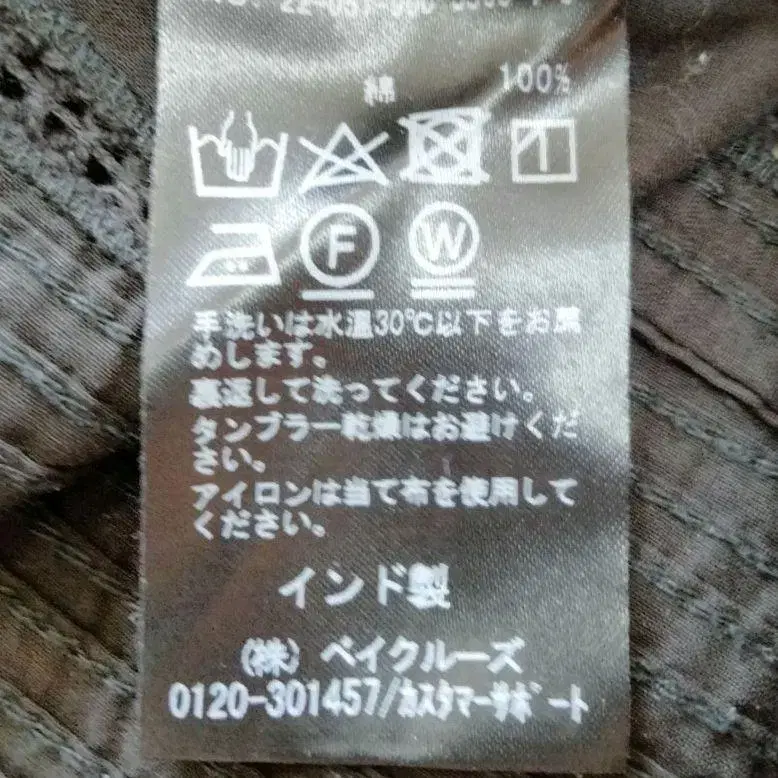 綿 100%
F W
手洗いは水温30℃以下をお薦
めします。
裏返して洗ってください。
タンブラー乾燥はお避けくだ
さい。
アイロンは当て布を使用して
ください。
インド製
(株) ベイクルーズ
0120-301457/ｶｽﾀﾏｰｻﾎﾟｰﾄ